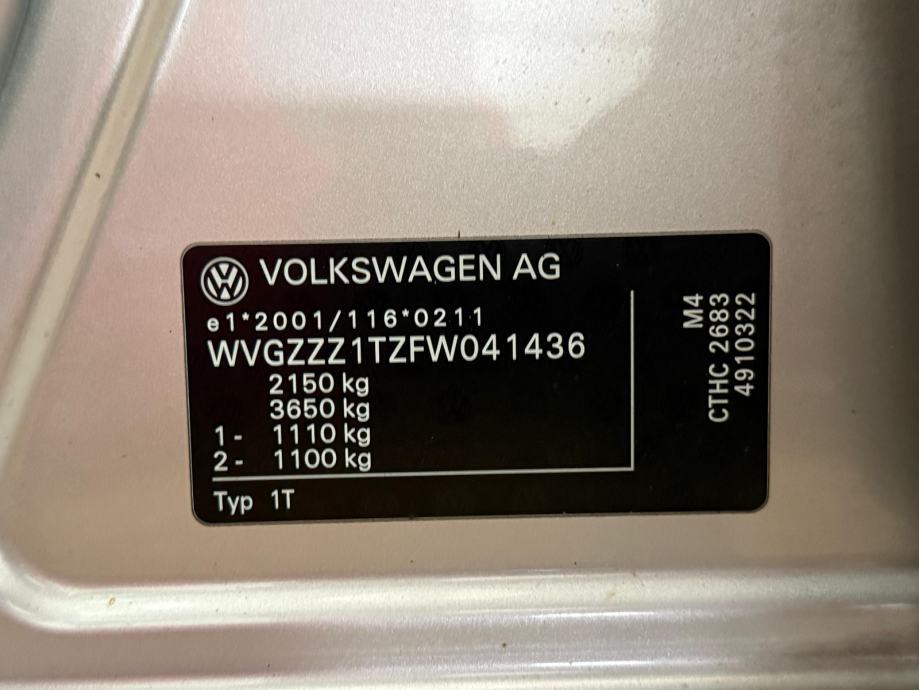 VOLKSWAGEN AG
e1*2001/116*0211
WVGZZZ1TZFW041436
2150 kg
3650 kg
1- 1110 kg
2- 1100 kg
Typ 1T
M4
CTHC 2683
4910322